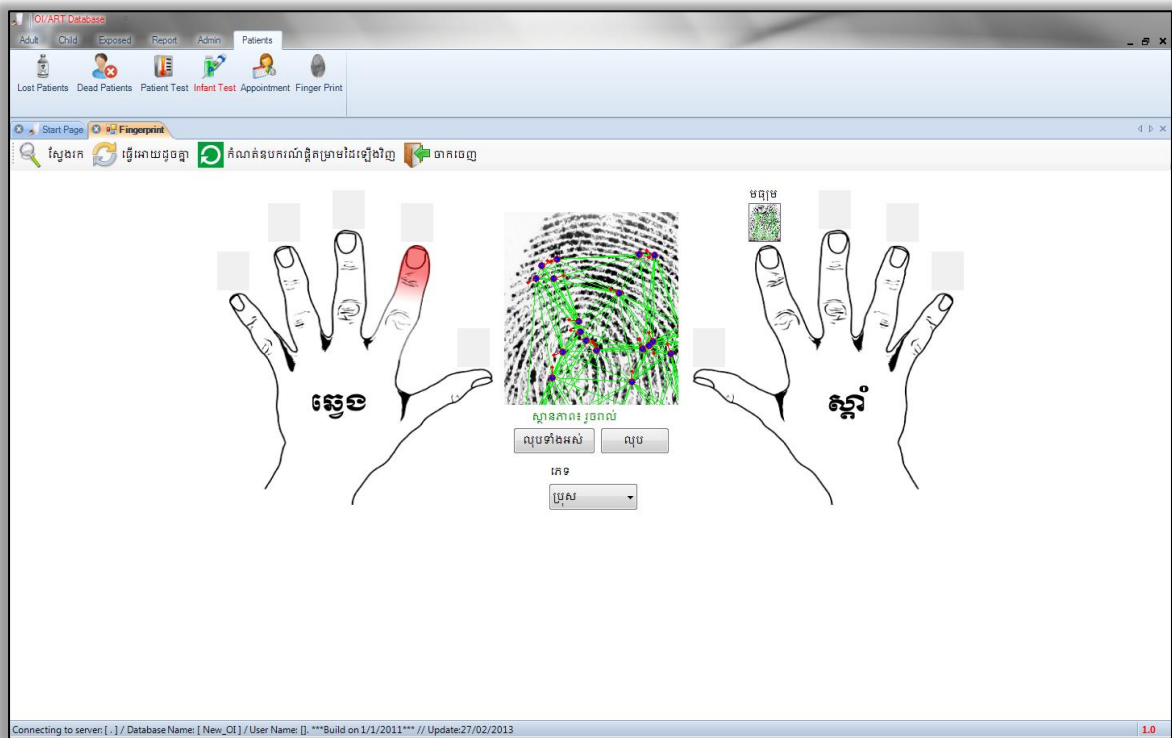 OI/ART Database
Adult Child Exposed Report Admin Patients
Lost Patients Dead Patients Patient Test Infant Test Appointment Finger Print
Start Page Fingerprint
ស្វែងរក ធ្វើអោយដូចគ្នា កំណត់ឧបករណ៍ផ្ដិតម្រាមដៃឡើងវិញ ចាកចេញ
មធ្យម
ឆ្វេង
ស្ដាំ
ស្ថានភាព៖ រួចរាល់
លុបទាំងអស់ លុប
ភេទ
ប្រុស
Connecting to server: [ . ] / Database Name: [ New_OI ] / User Name: []. ***Build on 1/1/2011*** // Update:27/02/2013 1.0